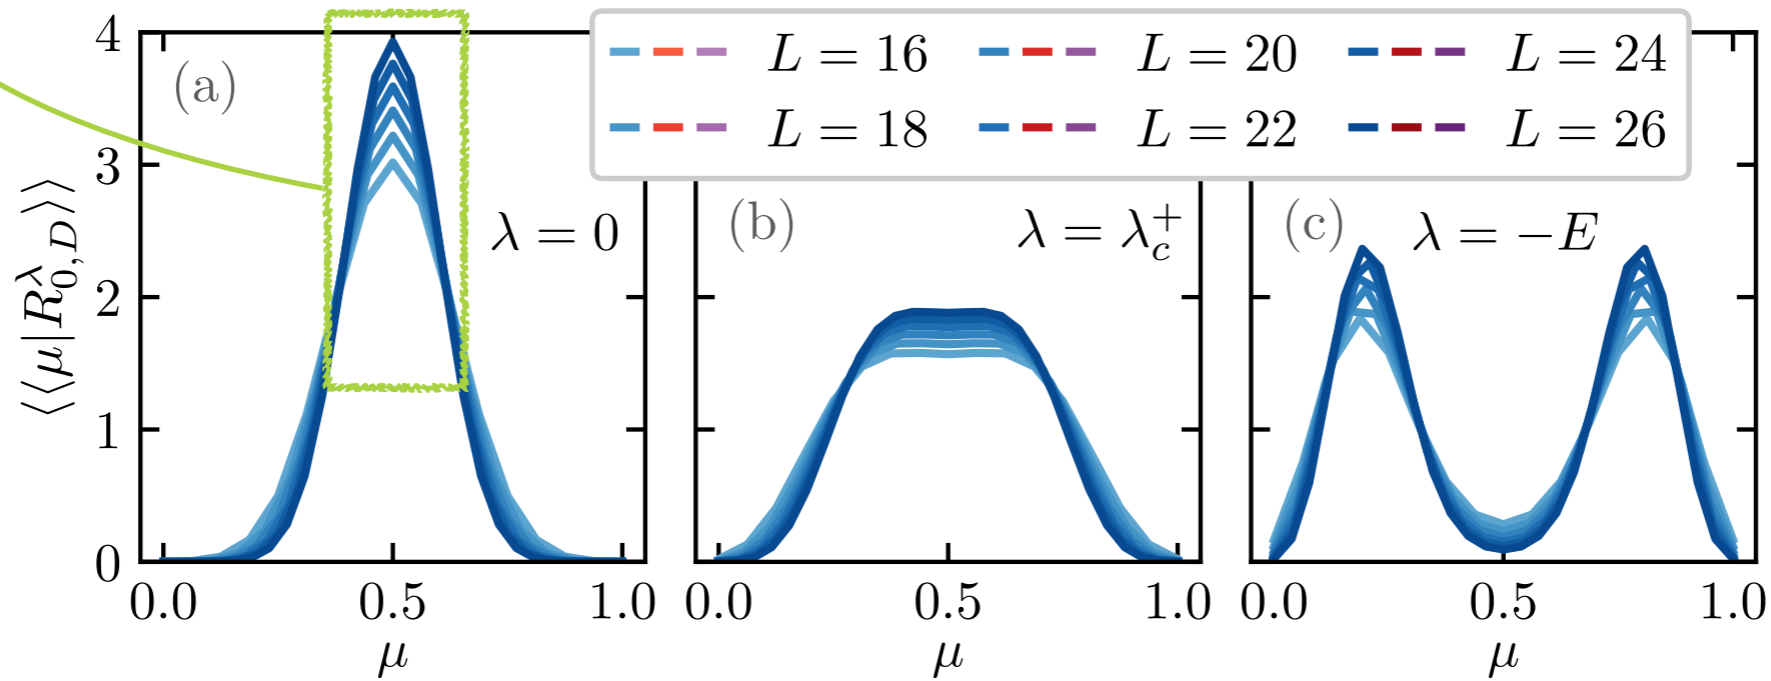 L = 16
L = 20
L = 24
L = 18
L = 22
L = 26
⟨⟨μ|R^λ_{0,D}⟩⟩
4
3
2
1
0
(a)
λ = 0
0.0 0.5 1.0
μ
(b)
λ = λ_c^+
0.0 0.5 1.0
μ
(c)
λ = −E
0.0 0.5 1.0
μ